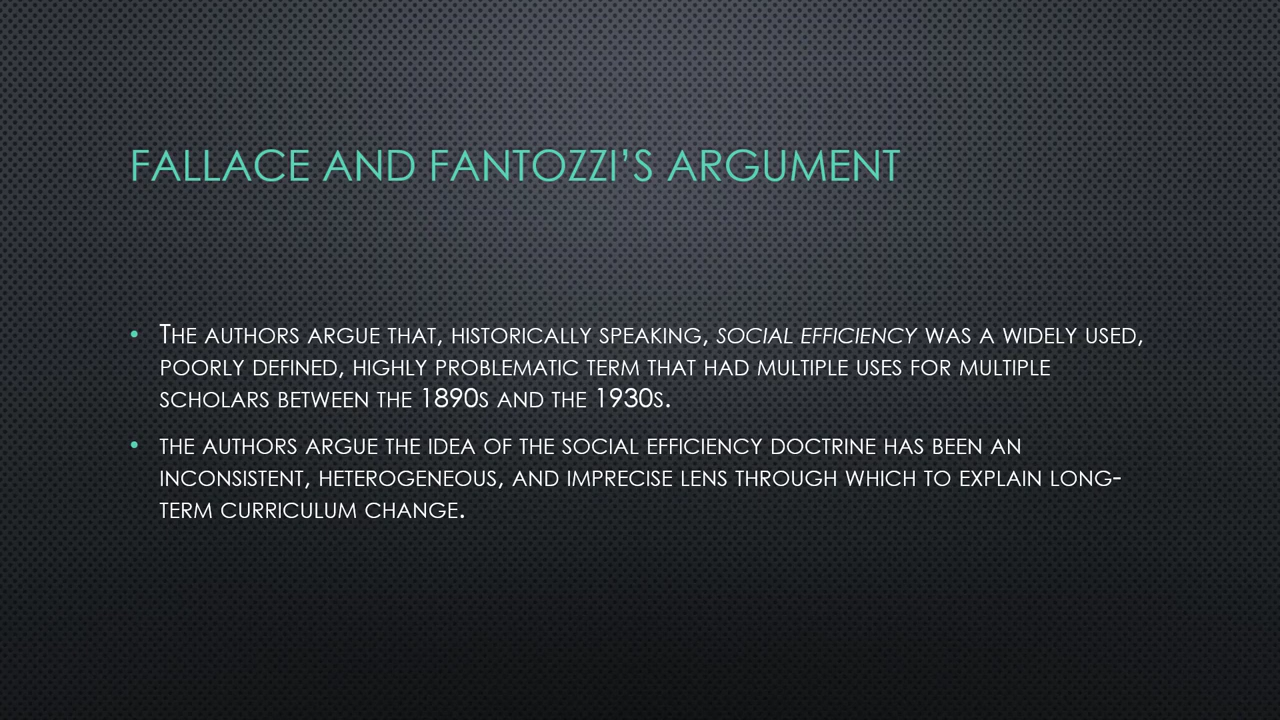 FALLACE AND FANTOZZI’S ARGUMENT
• THE AUTHORS ARGUE THAT, HISTORICALLY SPEAKING, SOCIAL EFFICIENCY WAS A WIDELY USED,
POORLY DEFINED, HIGHLY PROBLEMATIC TERM THAT HAD MULTIPLE USES FOR MULTIPLE
SCHOLARS BETWEEN THE 1890S AND THE 1930S.
• THE AUTHORS ARGUE THE IDEA OF THE SOCIAL EFFICIENCY DOCTRINE HAS BEEN AN
INCONSISTENT, HETEROGENEOUS, AND IMPRECISE LENS THROUGH WHICH TO EXPLAIN LONG-
TERM CURRICULUM CHANGE.